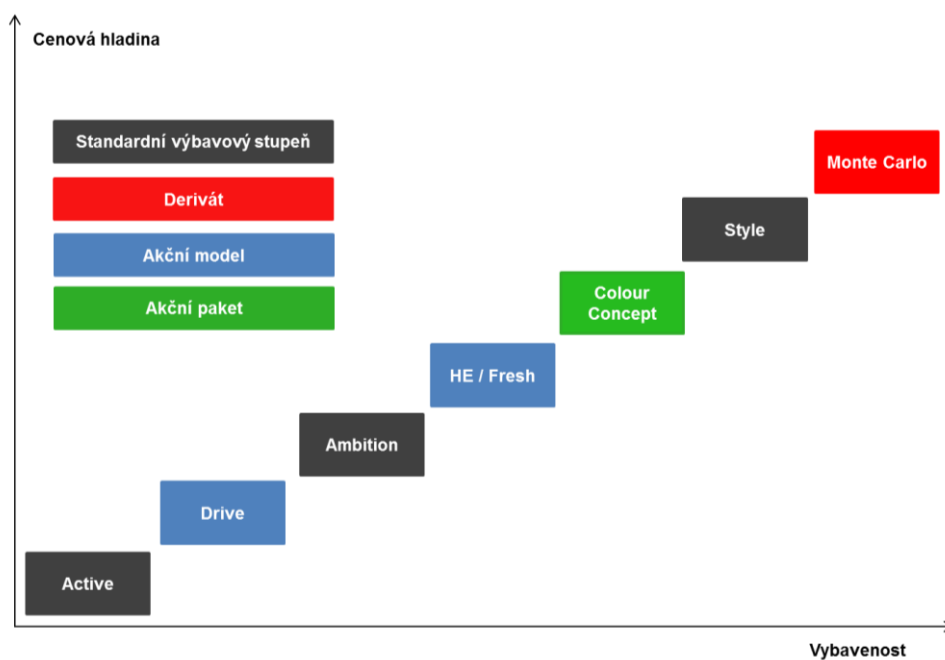 Cenová hladina
Standardní výbavový stupeň
Derivát
Akční model
Akční paket
Monte Carlo
Style
Colour
Concept
HE / Fresh
Ambition
Drive
Active
Vybavenost